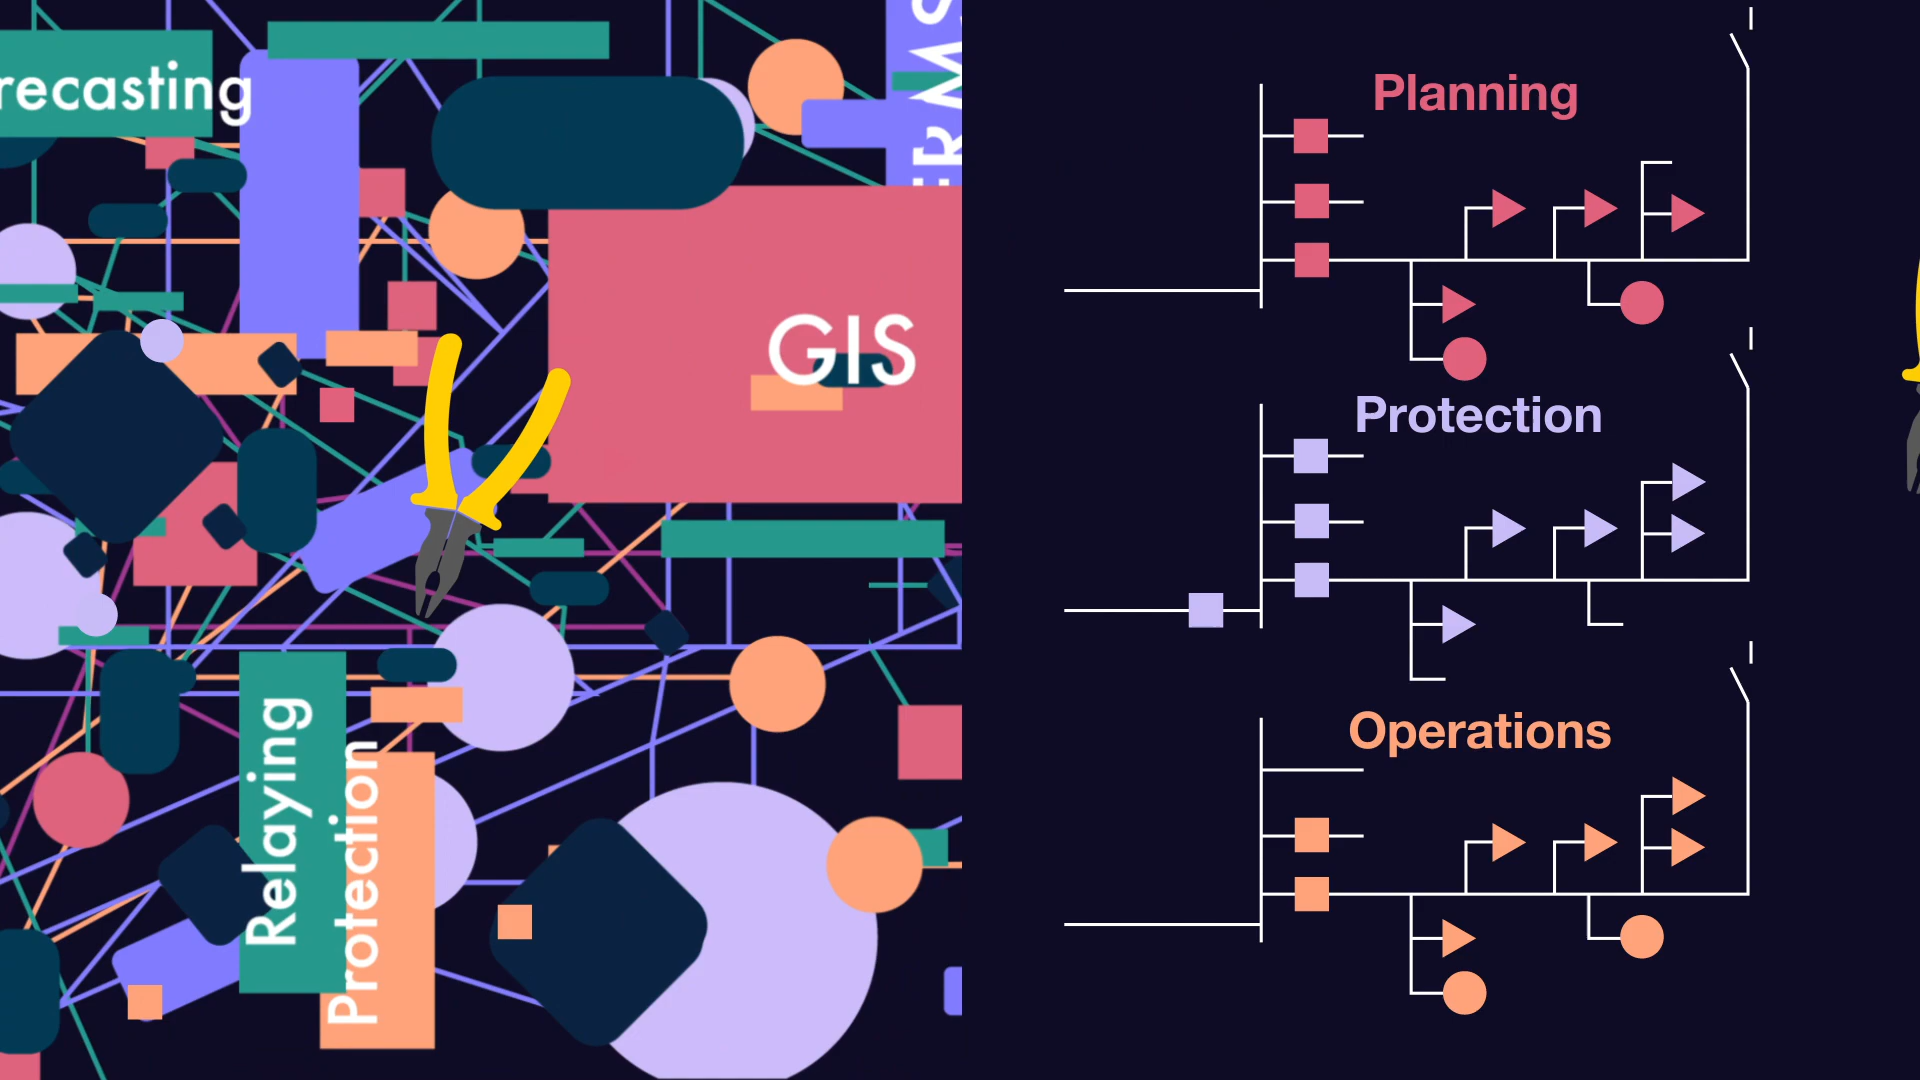 recasting
GIS
Relaying
Protection
Planning
Protection
Operations